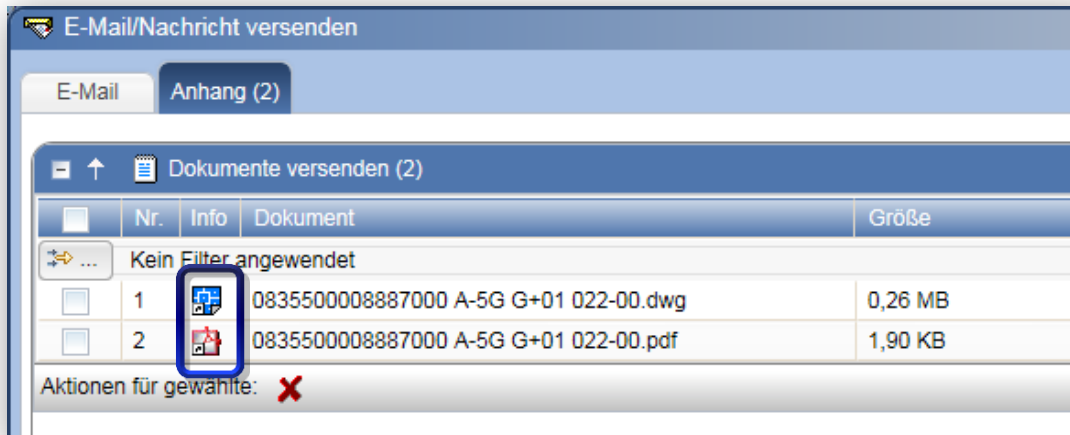 E-Mail/Nachricht versenden
E-Mail Anhang (2)
Dokumente versenden (2)
Nr. Info Dokument Größe
... Kein Filter angewendet
1 0835500008887000 A-5G G+01 022-00.dwg 0,26 MB
2 0835500008887000 A-5G G+01 022-00.pdf 1,90 KB
Aktionen für gewählte: